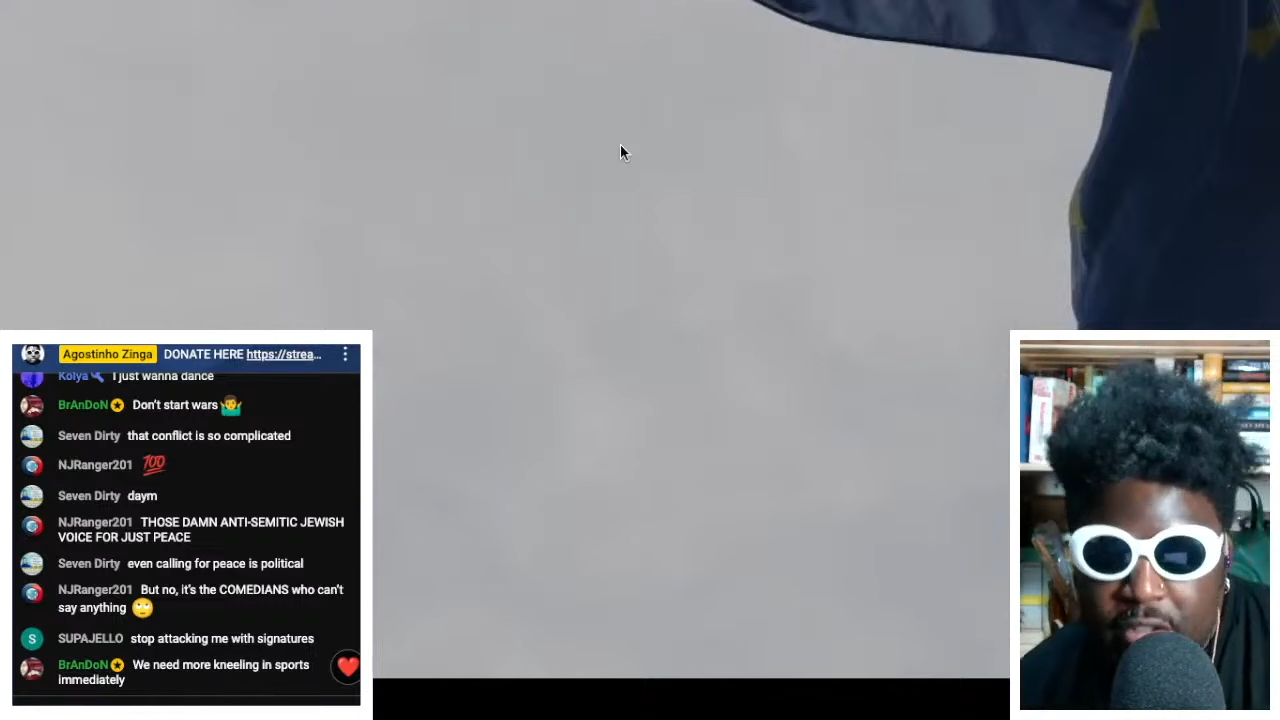 Agostinho Zinga DONATE HERE https://strea...
Kolya I just wanna dance
BrAnDoN Don't start wars 🤷‍♂️
Seven Dirty that conflict is so complicated
NJRanger201 💯
Seven Dirty daym
NJRanger201 THOSE DAMN ANTI-SEMITIC JEWISH
VOICE FOR JUST PEACE
Seven Dirty even calling for peace is political
NJRanger201 But no, it's the COMEDIANS who can't
say anything 🙄
S SUPAJELLO stop attacking me with signatures
BrAnDoN We need more kneeling in sports
immediately